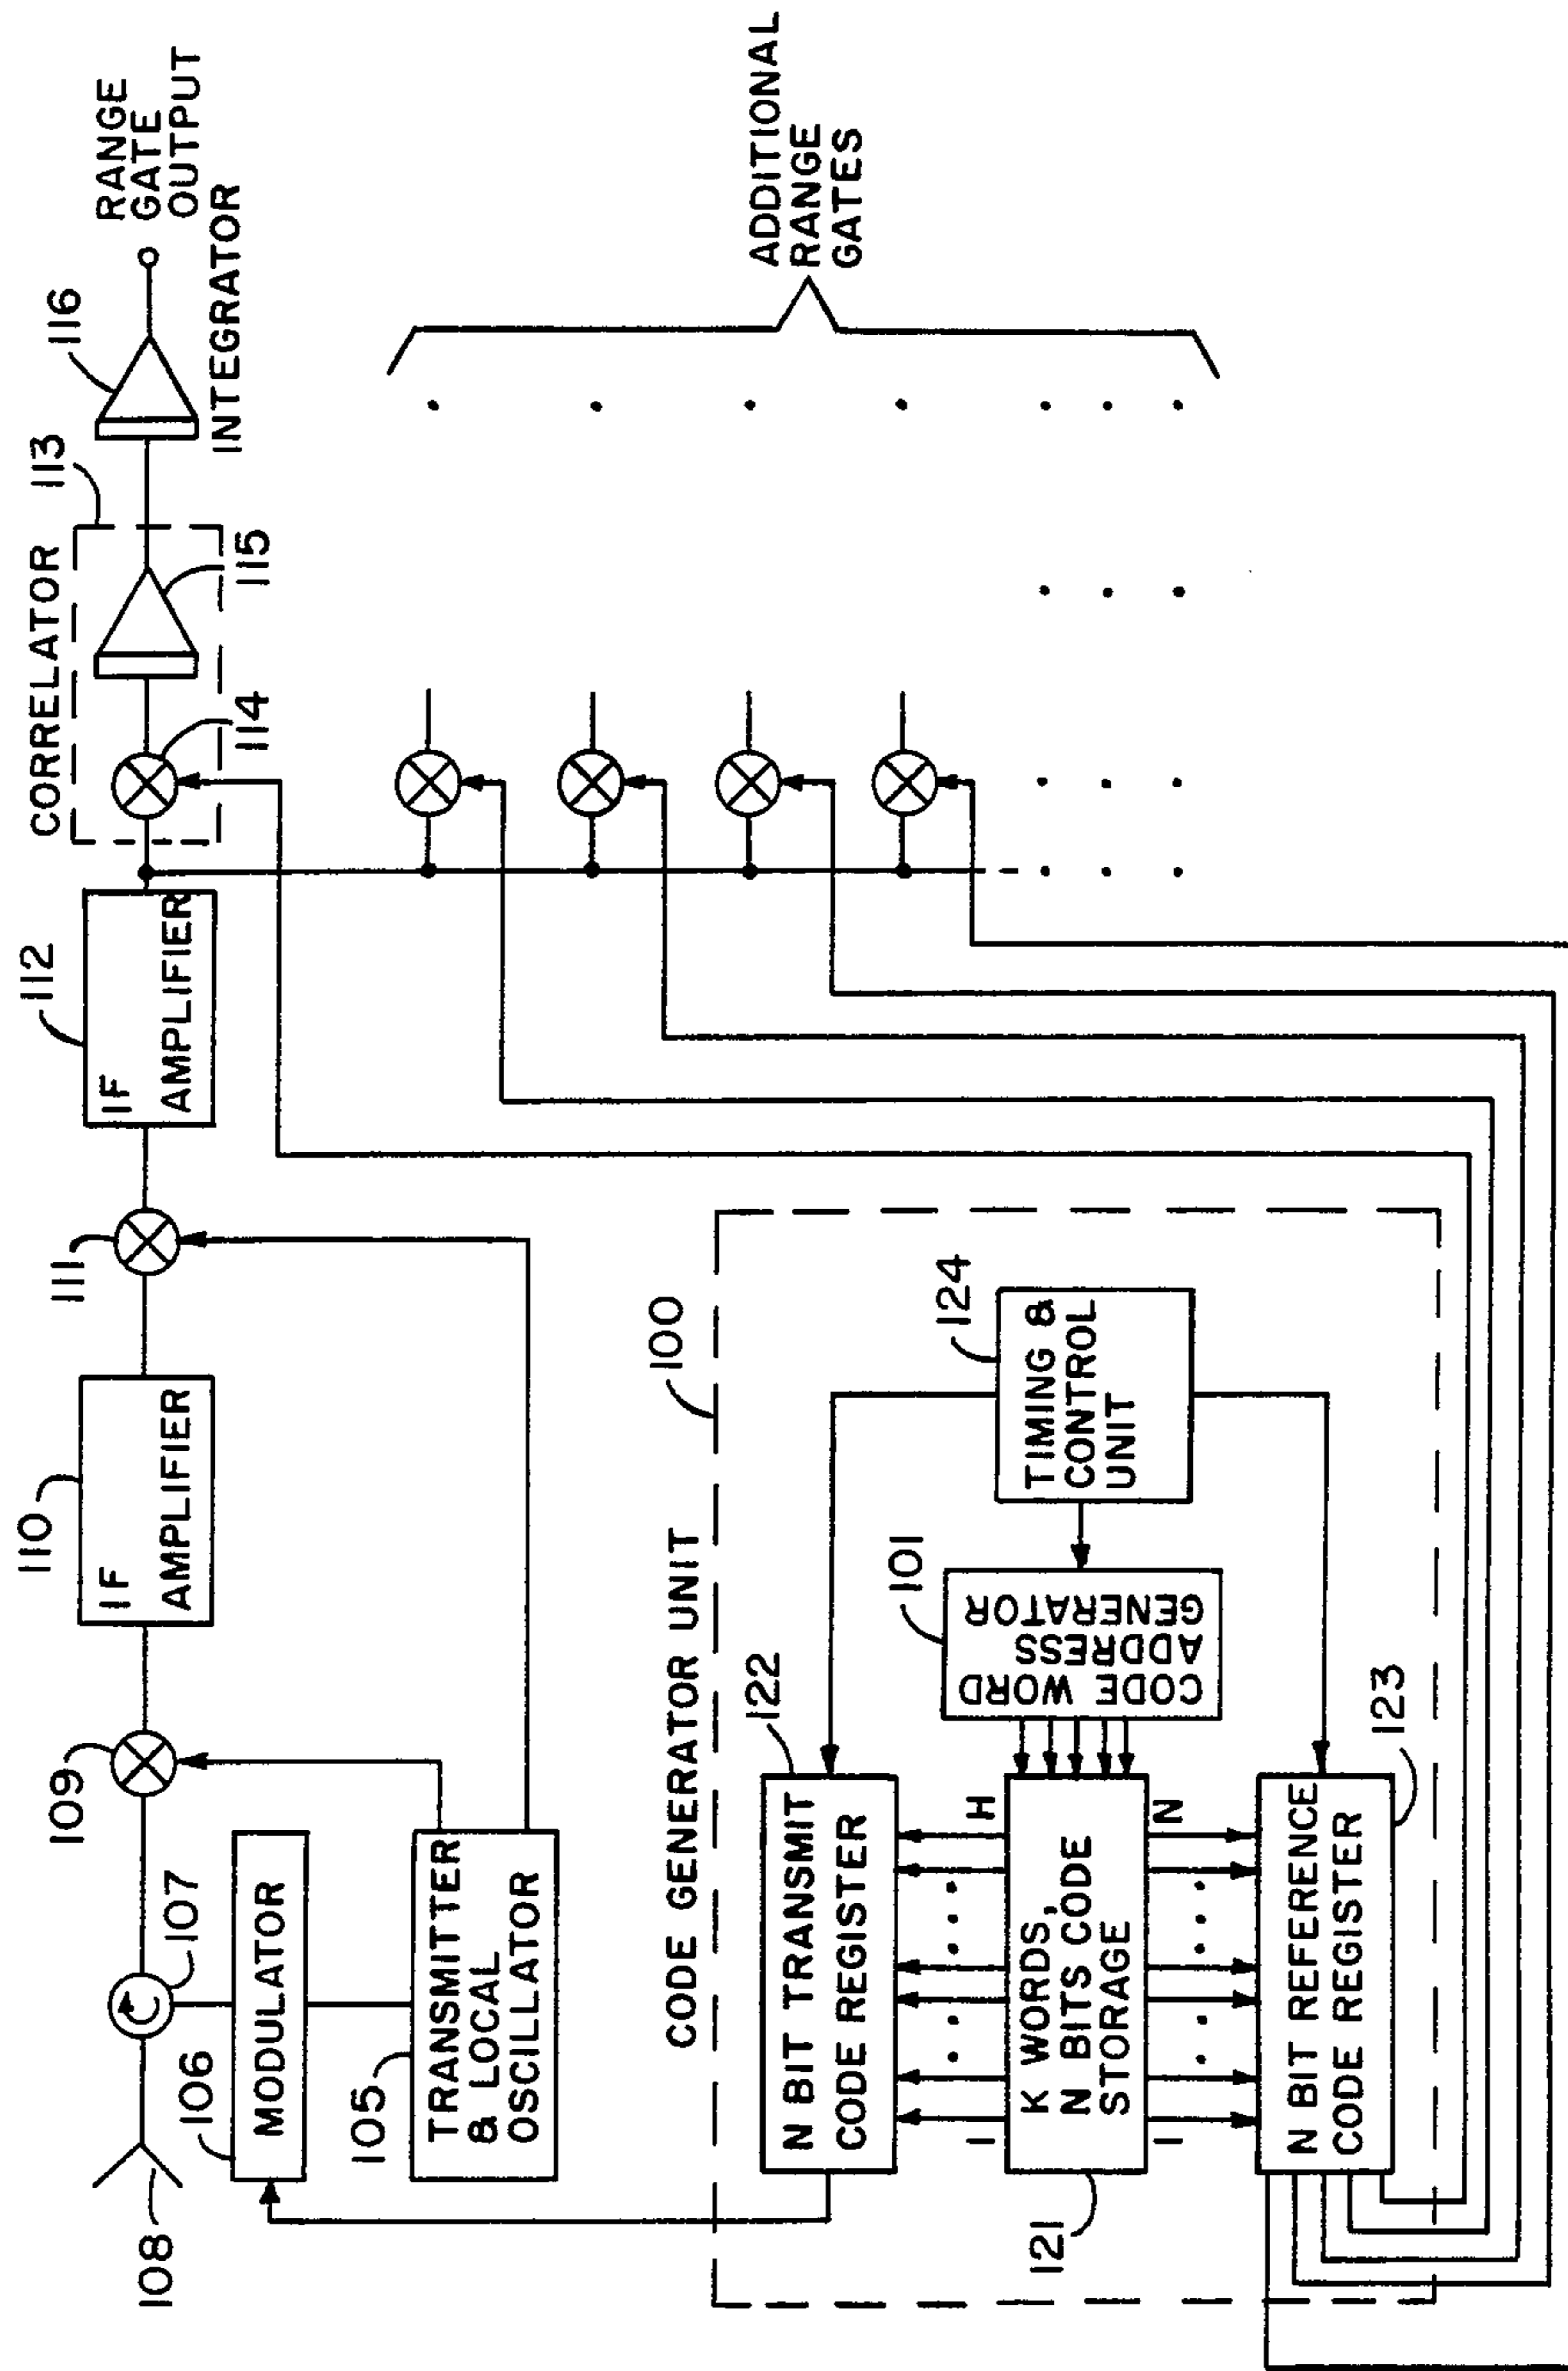 108
107
109
110
IF
AMPLIFIER
111
112
IF
AMPLIFIER
CORRELATOR
113
114
115
116
INTEGRATOR
RANGE
GATE
OUTPUT
106
MODULATOR
105
TRANSMITTER
& LOCAL
OSCILLATOR
ADDITIONAL
RANGE
GATES
CODE GENERATOR UNIT
100
122
N BIT TRANSMIT
CODE REGISTER
I
H
121
K WORDS,
N BITS CODE
STORAGE
I
N
101
CODE WORD
ADDRESS
GENERATOR
124
TIMING &
CONTROL
UNIT
N BIT REFERENCE
CODE REGISTER
123